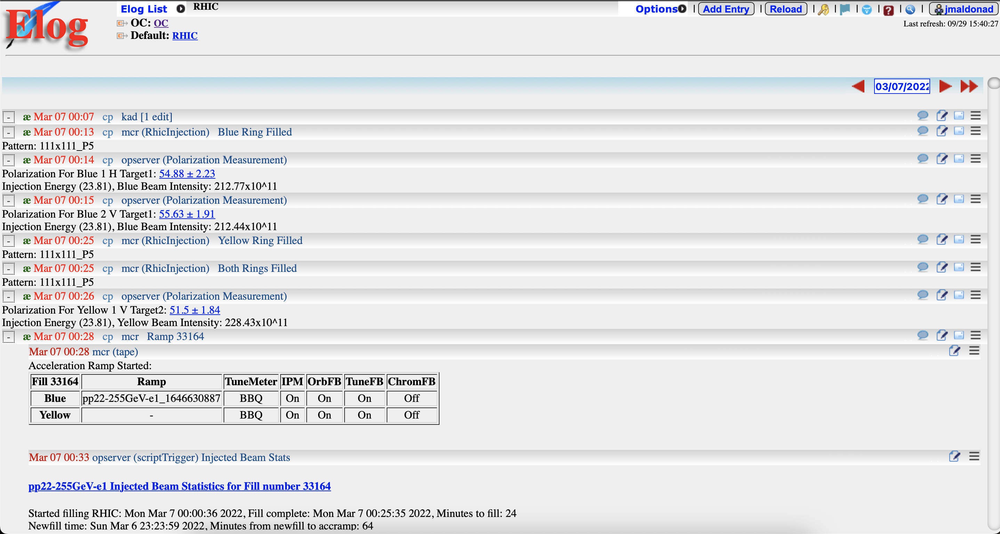 Elog
Elog List RHIC Options | Add Entry | Reload | | | | ? | | jmaldonad
OC: OC
Last refresh: 09/29 15:40:27
Default: RHIC
03/07/2022
- æ Mar 07 00:07 cp kad [1 edit]
- æ Mar 07 00:13 cp mcr (RhicInjection) Blue Ring Filled
Pattern: 111x111_P5
- æ Mar 07 00:14 cp opserver (Polarization Measurement)
Polarization For Blue 1 H Target1: 54.88 ± 2.23
Injection Energy (23.81), Blue Beam Intensity: 212.77x10^11
- æ Mar 07 00:15 cp opserver (Polarization Measurement)
Polarization For Blue 2 V Target1: 55.63 ± 1.91
Injection Energy (23.81), Blue Beam Intensity: 212.44x10^11
- æ Mar 07 00:25 cp mcr (RhicInjection) Yellow Ring Filled
Pattern: 111x111_P5
- æ Mar 07 00:25 cp mcr (RhicInjection) Both Rings Filled
Pattern: 111x111_P5
- æ Mar 07 00:26 cp opserver (Polarization Measurement)
Polarization For Yellow 1 V Target2: 51.5 ± 1.84
Injection Energy (23.81), Yellow Beam Intensity: 228.43x10^11
- æ Mar 07 00:28 cp mcr Ramp 33164
Mar 07 00:28 mcr (tape)
Acceleration Ramp Started:
Fill 33164 Ramp TuneMeter IPM OrbFB TuneFB ChromFB
Blue pp22-255GeV-e1_1646630887 BBQ On On On Off
Yellow - BBQ On On On Off
Mar 07 00:33 opserver (scriptTrigger) Injected Beam Stats
pp22-255GeV-e1 Injected Beam Statistics for Fill number 33164
Started filling RHIC: Mon Mar 7 00:00:36 2022, Fill complete: Mon Mar 7 00:25:35 2022, Minutes to fill: 24
Newfill time: Sun Mar 6 23:23:59 2022, Minutes from newfill to accramp: 64